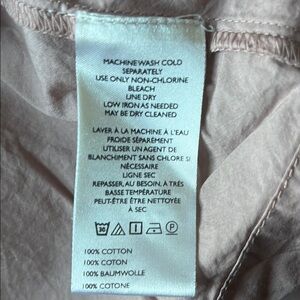 MACHINE WASH COLD
SEPARATELY
USE ONLY NON-CHLORINE
BLEACH
LINE DRY
LOW IRON AS NEEDED
MAY BE DRY CLEANED
LAVER À LA MACHINE À L'EAU
FROIDE SÉPARÉMENT
UTILISER UN AGENT DE
BLANCHIMENT SANS CHLORE SI
NÉCESSAIRE
LIGNE SEC
REPASSER, AU BESOIN, À TRÈS
BASSE TEMPÉRATURE
PEUT-ÊTRE ÊTRE NETTOYÉE
À SEC
100% COTTON
100% COTON
100% BAUMWOLLE
100% COTONE